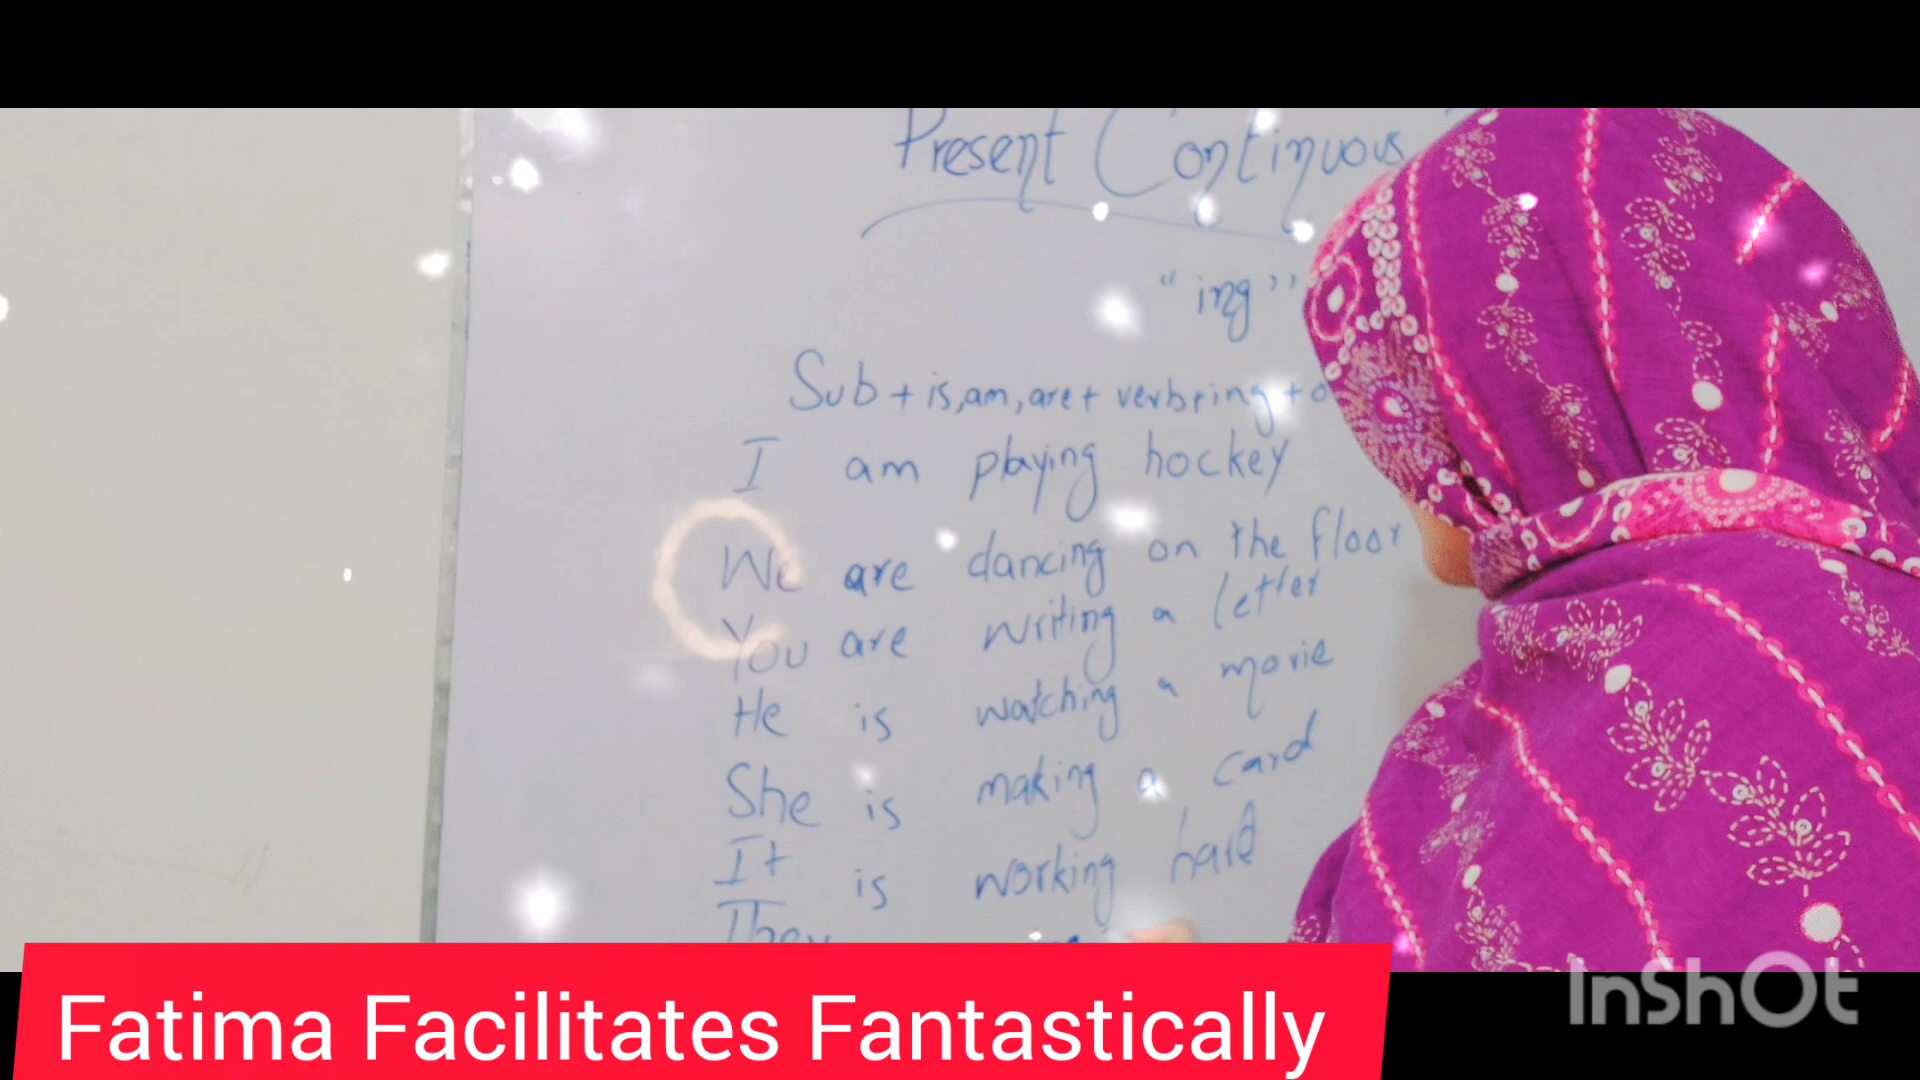 Present Continuous
"ing"
Sub + is, am, are + verb + ing + o
I am playing hockey
We are dancing on the floor
You are writing a letter
He is watching a movie
She is making a card
It is working hard
They
Fatima Facilitates Fantastically
InShOt